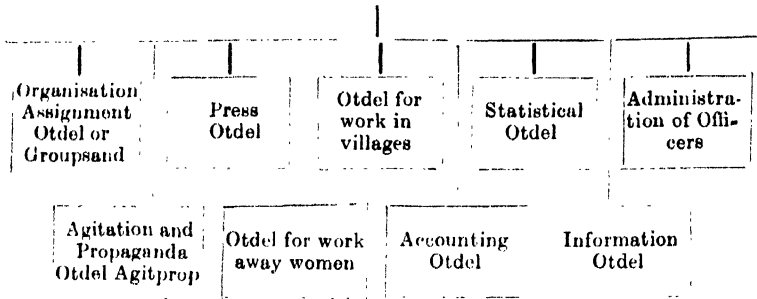 Organisation
Assignment
Otdel or
Groupsand
Press
Otdel
Otdel for
work in
villages
Statistical
Otdel
Administra-
tion of Offi-
cers
Agitation and
Propaganda
Otdel Agitprop
Otdel for work
away women
Accounting
Otdel
Information
Otdel